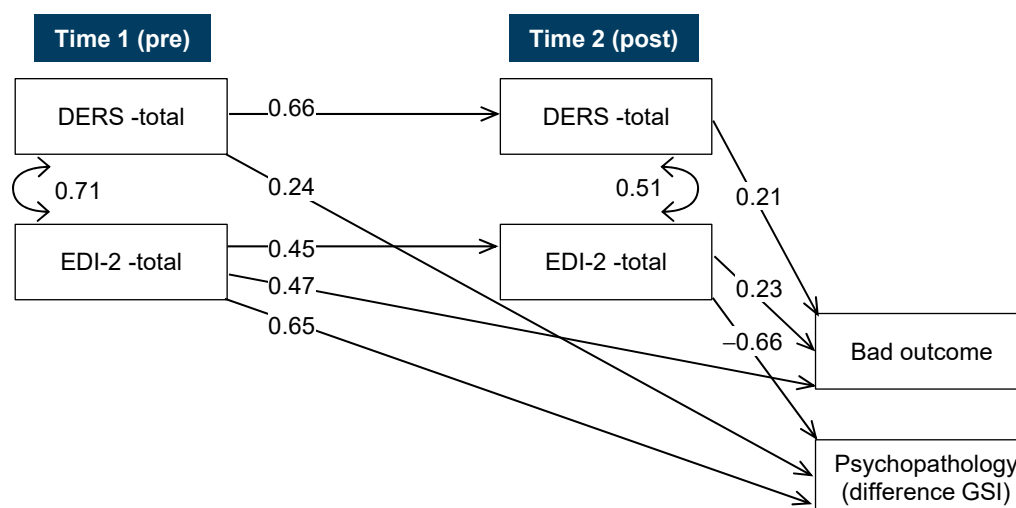 Time 1 (pre)
Time 2 (post)
DERS -total
0.66
DERS -total
0.71
0.24
0.51
0.21
EDI-2 -total
0.45
EDI-2 -total
0.47
0.23
0.65
−0.66
Bad outcome
Psychopathology
(difference GSI)